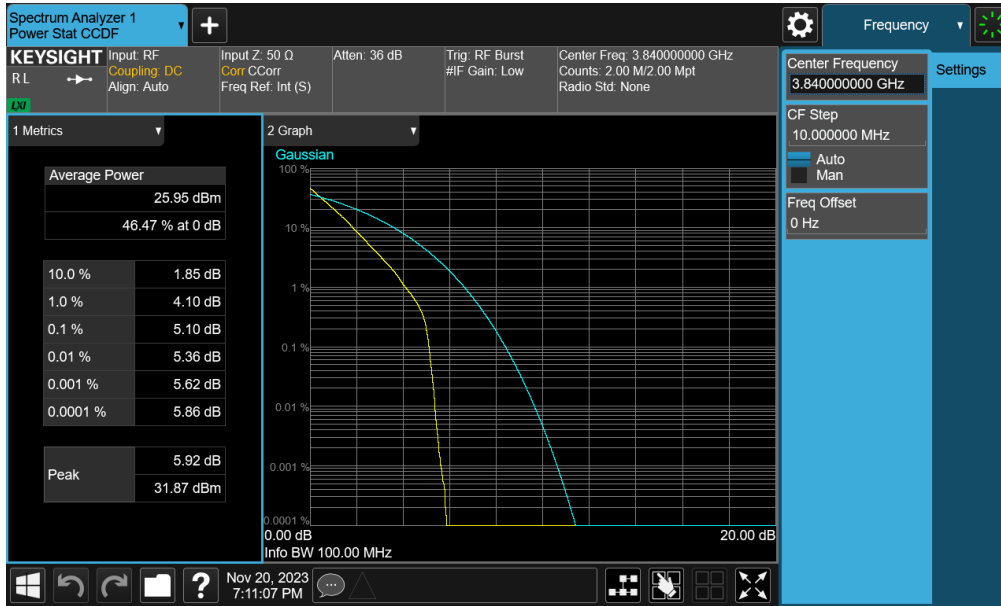 Spectrum Analyzer 1
Power Stat CCDF
+
Frequency
KEYSIGHT
R L
LXI
Input: RF
Coupling: DC
Align: Auto
Input Z: 50 Ω
Corr CCorr
Freq Ref: Int (S)
Atten: 36 dB
Trig: RF Burst
#IF Gain: Low
Center Freq: 3.840000000 GHz
Counts: 2.00 M/2.00 Mpt
Radio Std: None
Center Frequency
3.840000000 GHz
Settings
CF Step
10.000000 MHz
Auto
Man
Freq Offset
0 Hz
1 Metrics
Average Power
25.95 dBm
46.47 % at 0 dB
10.0 % 1.85 dB
1.0 % 4.10 dB
0.1 % 5.10 dB
0.01 % 5.36 dB
0.001 % 5.62 dB
0.0001 % 5.86 dB
Peak
5.92 dB
31.87 dBm
2 Graph
Gaussian
100 %
10 %
1 %
0.1 %
0.01 %
0.001 %
0.0001 %
0.00 dB 20.00 dB
Info BW 100.00 MHz
?
Nov 20, 2023
7:11:07 PM